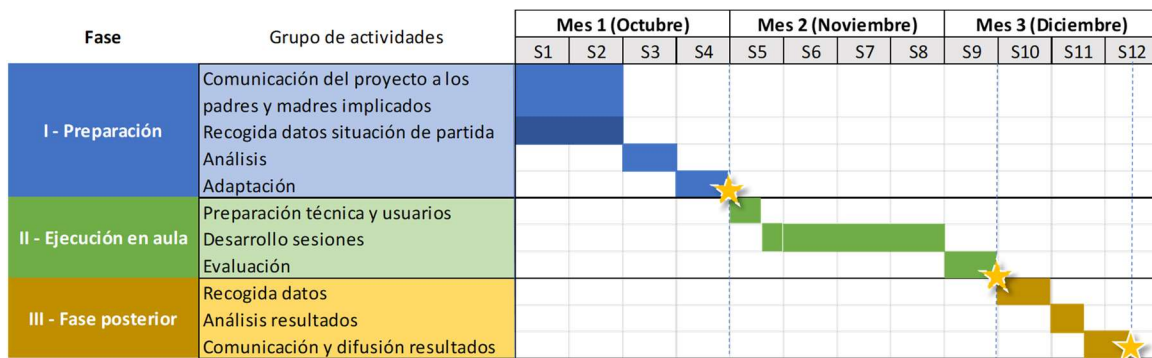 Fase
Grupo de actividades
Mes 1 (Octubre)
Mes 2 (Noviembre)
Mes 3 (Diciembre)
S1 S2 S3 S4 S5 S6 S7 S8 S9 S10 S11 S12
I - Preparación
Comunicación del proyecto a los
padres y madres implicados
Recogida datos situación de partida
Análisis
Adaptación
II - Ejecución en aula
Preparación técnica y usuarios
Desarrollo sesiones
Evaluación
III - Fase posterior
Recogida datos
Análisis resultados
Comunicación y difusión resultados